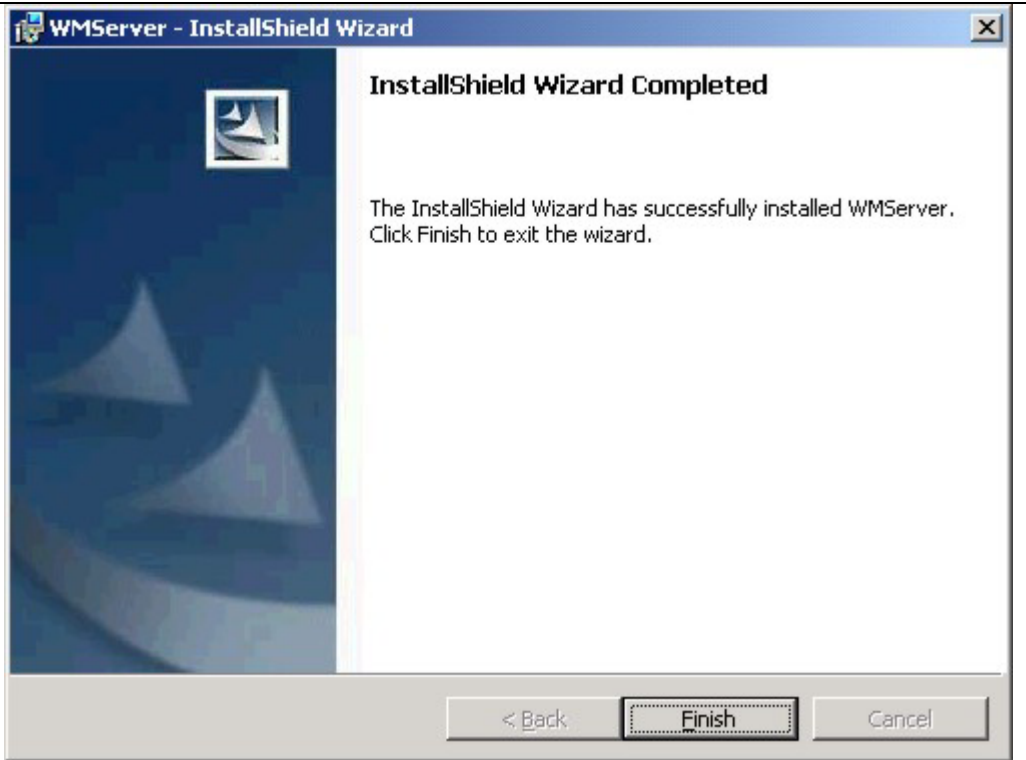 WMServer - InstallShield Wizard
InstallShield Wizard Completed
The InstallShield Wizard has successfully installed WMServer.
Click Finish to exit the wizard.
< Back
Finish
Cancel